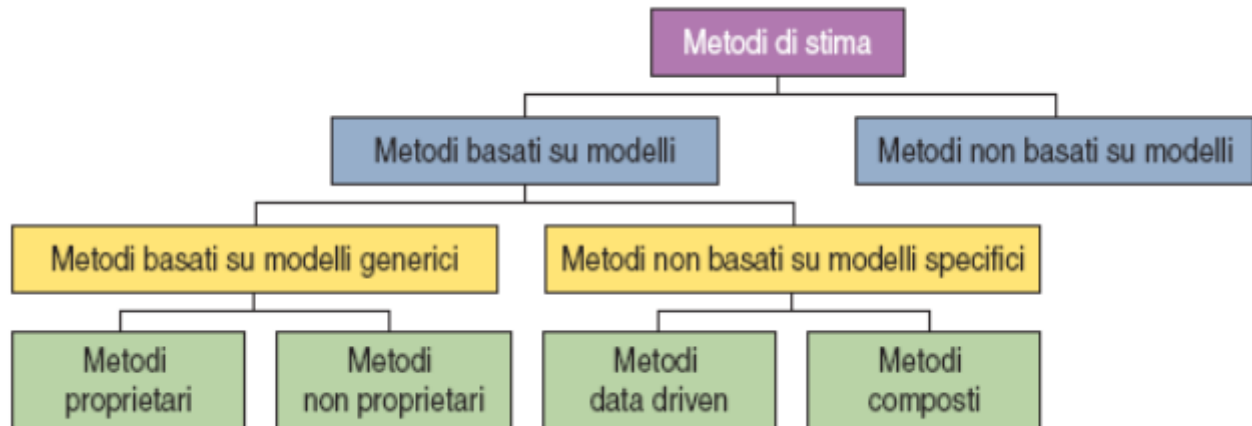 Metodi di stima
Metodi basati su modelli
Metodi non basati su modelli
Metodi basati su modelli generici
Metodi non basati su modelli specifici
Metodi
proprietari
Metodi
non proprietari
Metodi
data driven
Metodi
composti